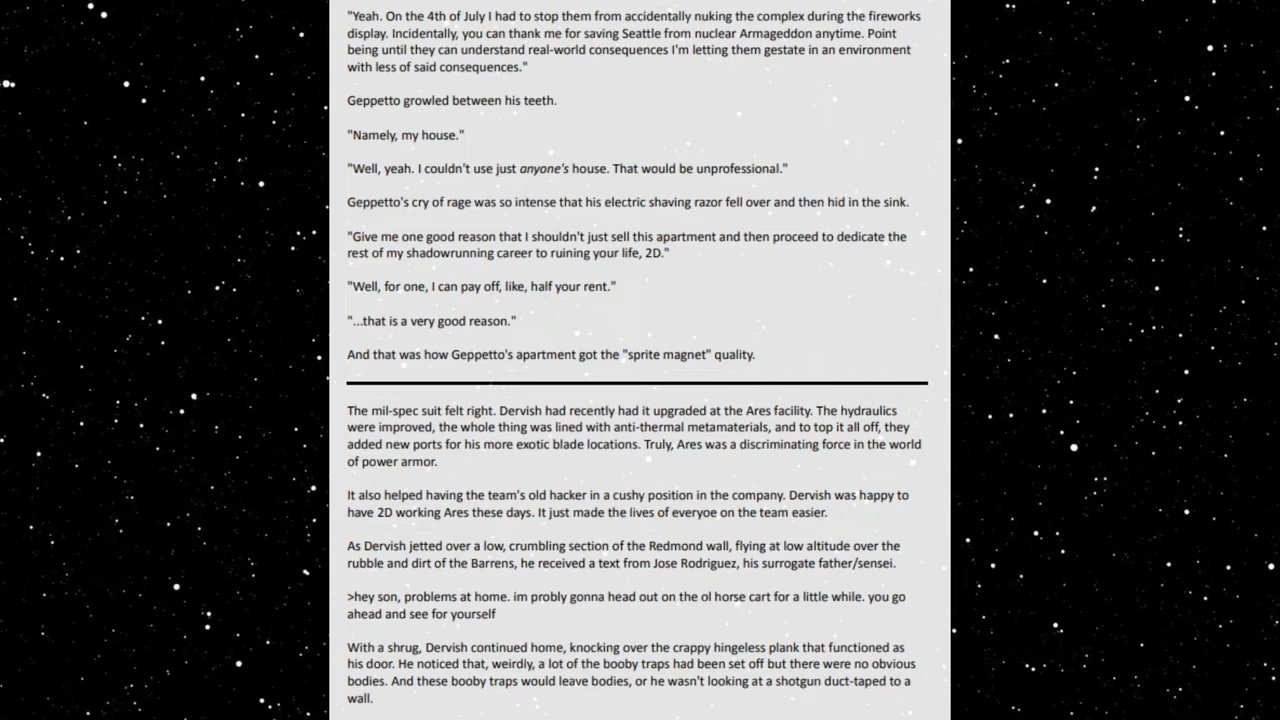 "Yeah. On the 4th of July I had to stop them from accidentally nuking the complex during the fireworks
display. Incidentally, you can thank me for saving Seattle from nuclear Armageddon anytime. Point
being until they can understand real-world consequences I'm letting them gestate in an environment
with less of said consequences."
Geppetto growled between his teeth.
"Namely, my house."
"Well, yeah. I couldn't use just anyone's house. That would be unprofessional."
Geppetto's cry of rage was so intense that his electric shaving razor fell over and then hid in the sink.
"Give me one good reason that I shouldn't just sell this apartment and then proceed to dedicate the
rest of my shadowrunning career to ruining your life, 2D."
"Well, for one, I can pay off, like, half your rent."
"...that is a very good reason."
And that was how Geppetto's apartment got the "sprite magnet" quality.
The mil-spec suit felt right. Dervish had recently had it upgraded at the Ares facility. The hydraulics
were improved, the whole thing was lined with anti-thermal metamaterials, and to top it all off, they
added new ports for his more exotic blade locations. Truly, Ares was a discriminating force in the world
of power armor.
It also helped having the team's old hacker in a cushy position in the company. Dervish was happy to
have 2D working Ares these days. It just made the lives of everyoe on the team easier.
As Dervish jetted over a low, crumbling section of the Redmond wall, flying at low altitude over the
rubble and dirt of the Barrens, he received a text from Jose Rodriguez, his surrogate father/sensei.
>hey son, problems at home. im probly gonna head out on the ol horse cart for a little while. you go
ahead and see for yourself
With a shrug, Dervish continued home, knocking over the crappy hingeless plank that functioned as
his door. He noticed that, weirdly, a lot of the booby traps had been set off but there were no obvious
bodies. And these booby traps would leave bodies, or he wasn't looking at a shotgun duct-taped to a
wall.